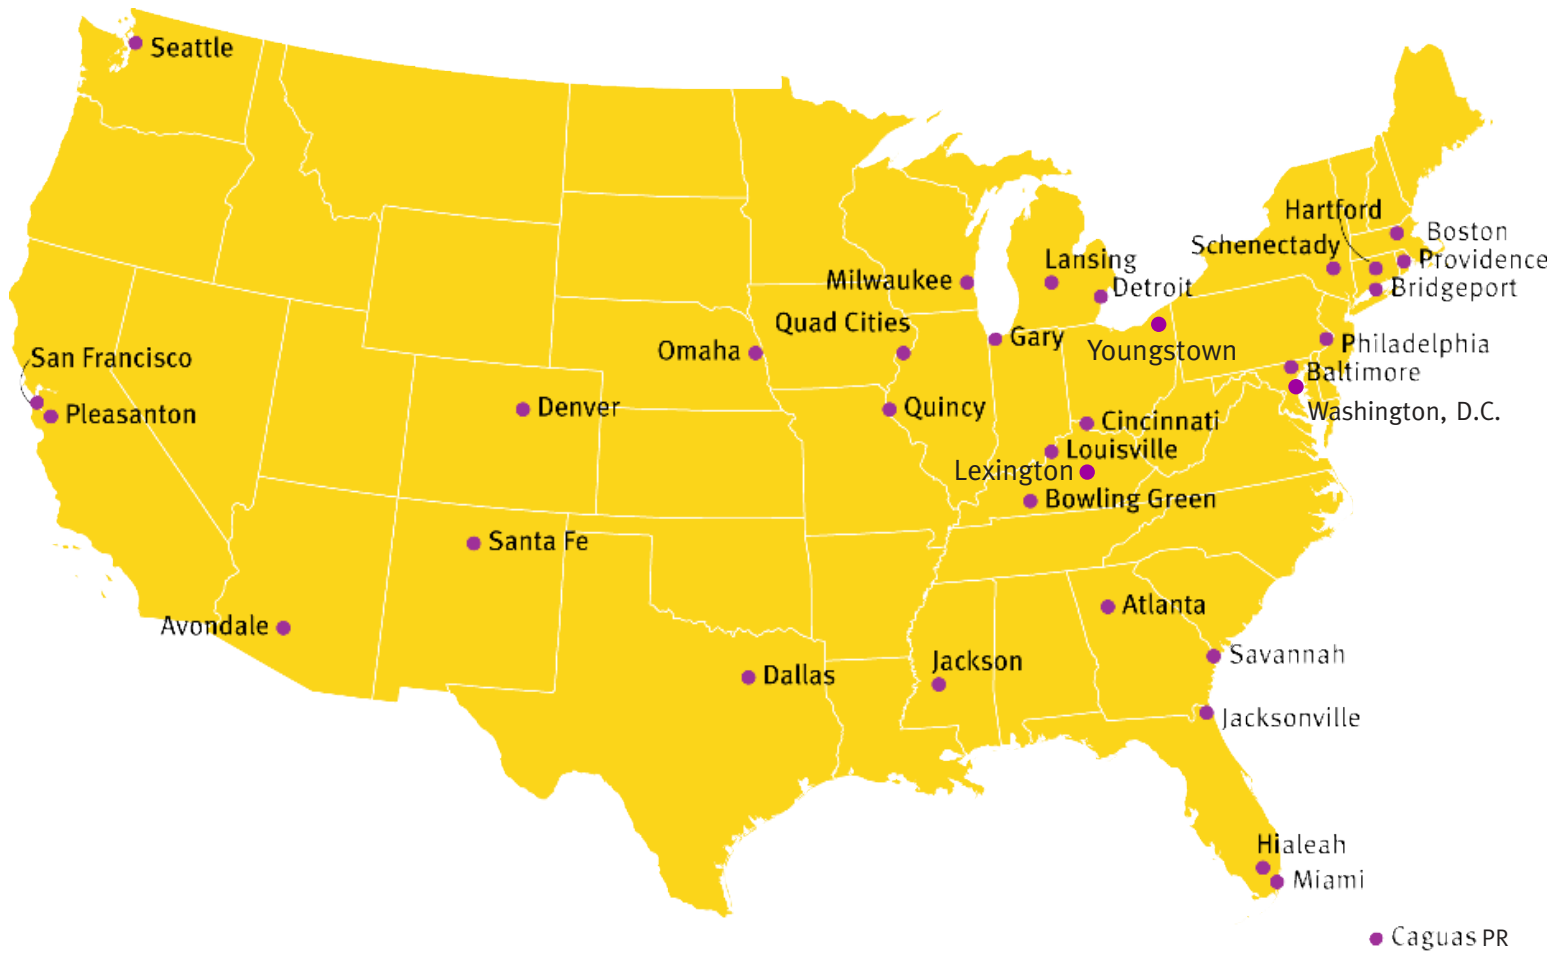 Seattle
Hartford
Boston
Schenectady
Providence
Lansing
Milwaukee
Detroit
Bridgeport
Quad Cities
Gary
Philadelphia
Omaha
Youngstown
San Francisco
Baltimore
Denver
Quincy
Washington, D.C.
Pleasanton
Cincinnati
Louisville
Lexington
Bowling Green
Santa Fe
Atlanta
Avondale
Savannah
Jackson
Dallas
Jacksonville
Hialeah
Miami
Caguas PR